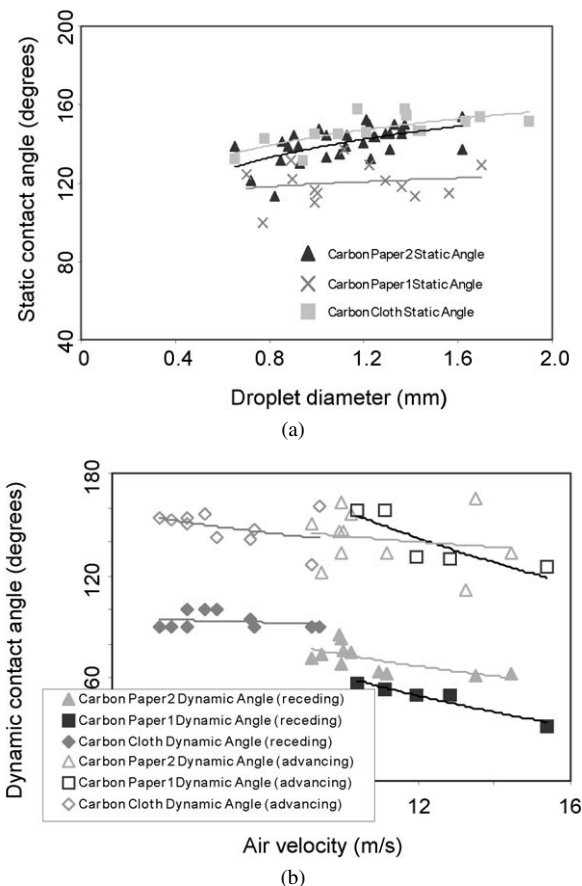 200
160
120
80
40
Static contact angle (degrees)
Carbon Paper2 Static Angle
Carbon Paper1Static Angle
Carbon Cloth Static Angle
0 0.4 0.8 1.2 1.6 2.0
Droplet diameter (mm)
(a)
180
120
60
Dynamic contact angle (degrees)
Carbon Paper2 Dynamic Angle (receding)
Carbon Paper1 Dynamic Angle (receding)
Carbon Cloth Dynamic Angle (receding)
Carbon Paper2 Dynamic Angle (advancing)
Carbon Paper1 Dynamic Angle (advancing)
Carbon Cloth Dynamic Angle (advancing)
12 16
Air velocity (m/s)
(b)